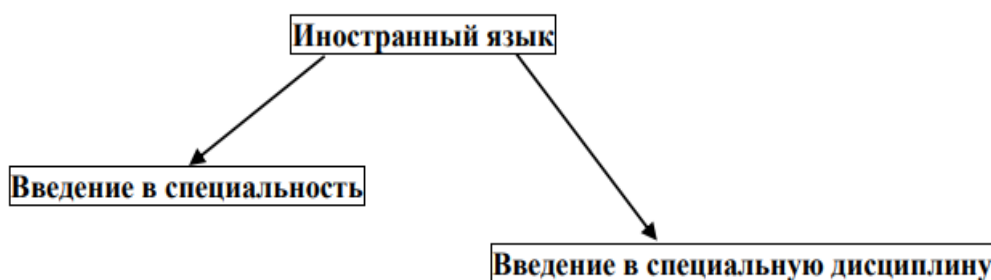 Иностранный язык
Введение в специальность
Введение в специальную дисциплину